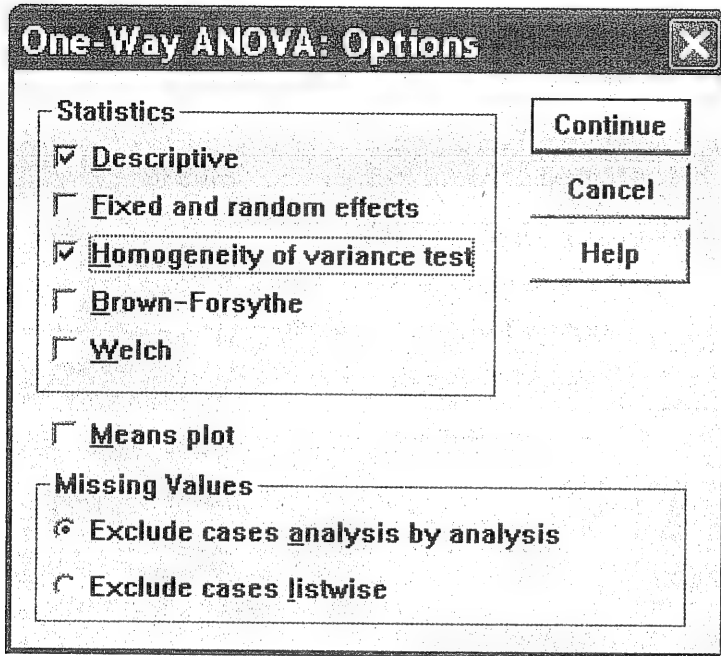 One-Way ANOVA: Options
Statistics
Descriptive
Fixed and random effects
Homogeneity of variance test
Brown-Forsythe
Welch
Continue
Cancel
Help
Means plot
Missing Values
Exclude cases analysis by analysis
Exclude cases listwise